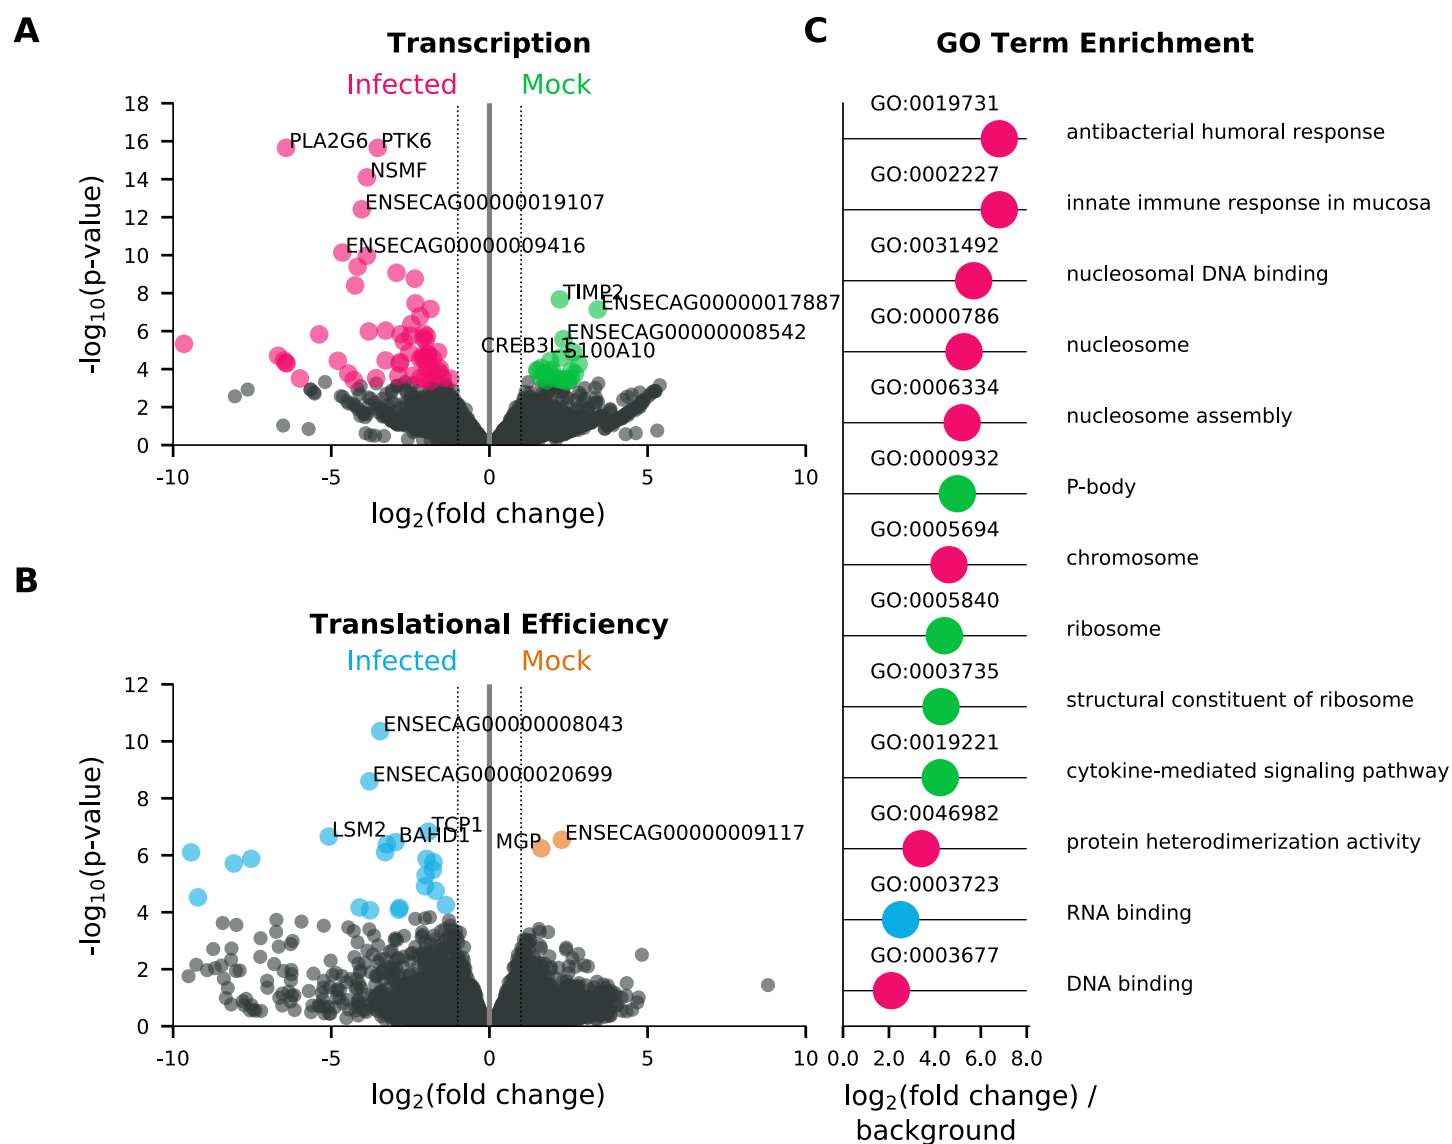 A
Transcription
Infected
Mock
18
16
14
12
10
8
6
4
2
0
-log10(p-value)
PLA2G6
PTK6
NSMF
ENSECAG00000019107
ENSECAG00000009416
TIMP2
ENSECAG00000017887
ENSECAG00000008542
CREB3L1
S100A10
-10
-5
0
5
10
log2(fold change)
B
Translational Efficiency
Infected
Mock
12
10
8
6
4
2
0
-log10(p-value)
ENSECAG00000008043
ENSECAG00000020699
LSM2
BAHD1
TCP1
MGP
ENSECAG00000009117
-10
-5
0
5
10
log2(fold change)
C
GO Term Enrichment
GO:0019731
antibacterial humoral response
GO:0002227
innate immune response in mucosa
GO:0031492
nucleosomal DNA binding
GO:0000786
nucleosome
GO:0006334
nucleosome assembly
GO:0000932
P-body
GO:0005694
chromosome
GO:0005840
ribosome
GO:0003735
structural constituent of ribosome
GO:0019221
cytokine-mediated signaling pathway
GO:0046982
protein heterodimerization activity
GO:0003723
RNA binding
GO:0003677
DNA binding
0.0 2.0 4.0 6.0 8.0
log2(fold change) /
background